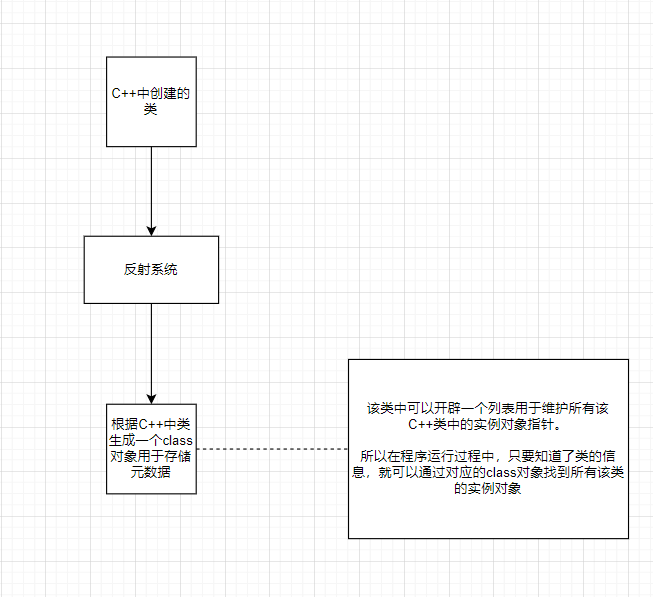 C++中创建的
类
反射系统
根据C++中类
生成一个class
对象用于存储
元数据
该类中可以开辟一个列表用于维护所有该
C++类中的实例对象指针。
所以在程序运行过程中，只要知道了类的信
息，就可以通过对应的class对象找到所有该类
的实例对象